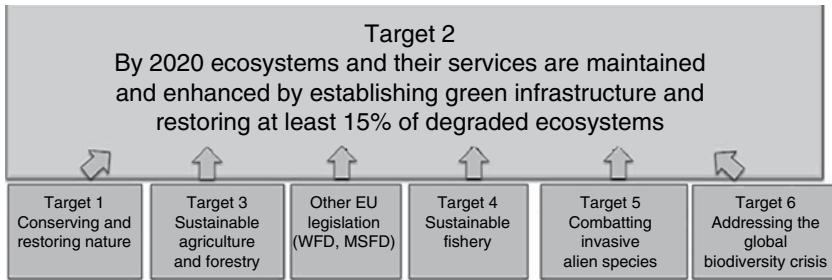 Target 2
By 2020 ecosystems and their services are maintained
and enhanced by establishing green infrastructure and
restoring at least 15% of degraded ecosystems
Target 1
Conserving and
restoring nature
Target 3
Sustainable
agriculture
and forestry
Other EU
legislation
(WFD, MSFD)
Target 4
Sustainable
fishery
Target 5
Combatting
invasive
alien species
Target 6
Addressing the
global
biodiversity crisis